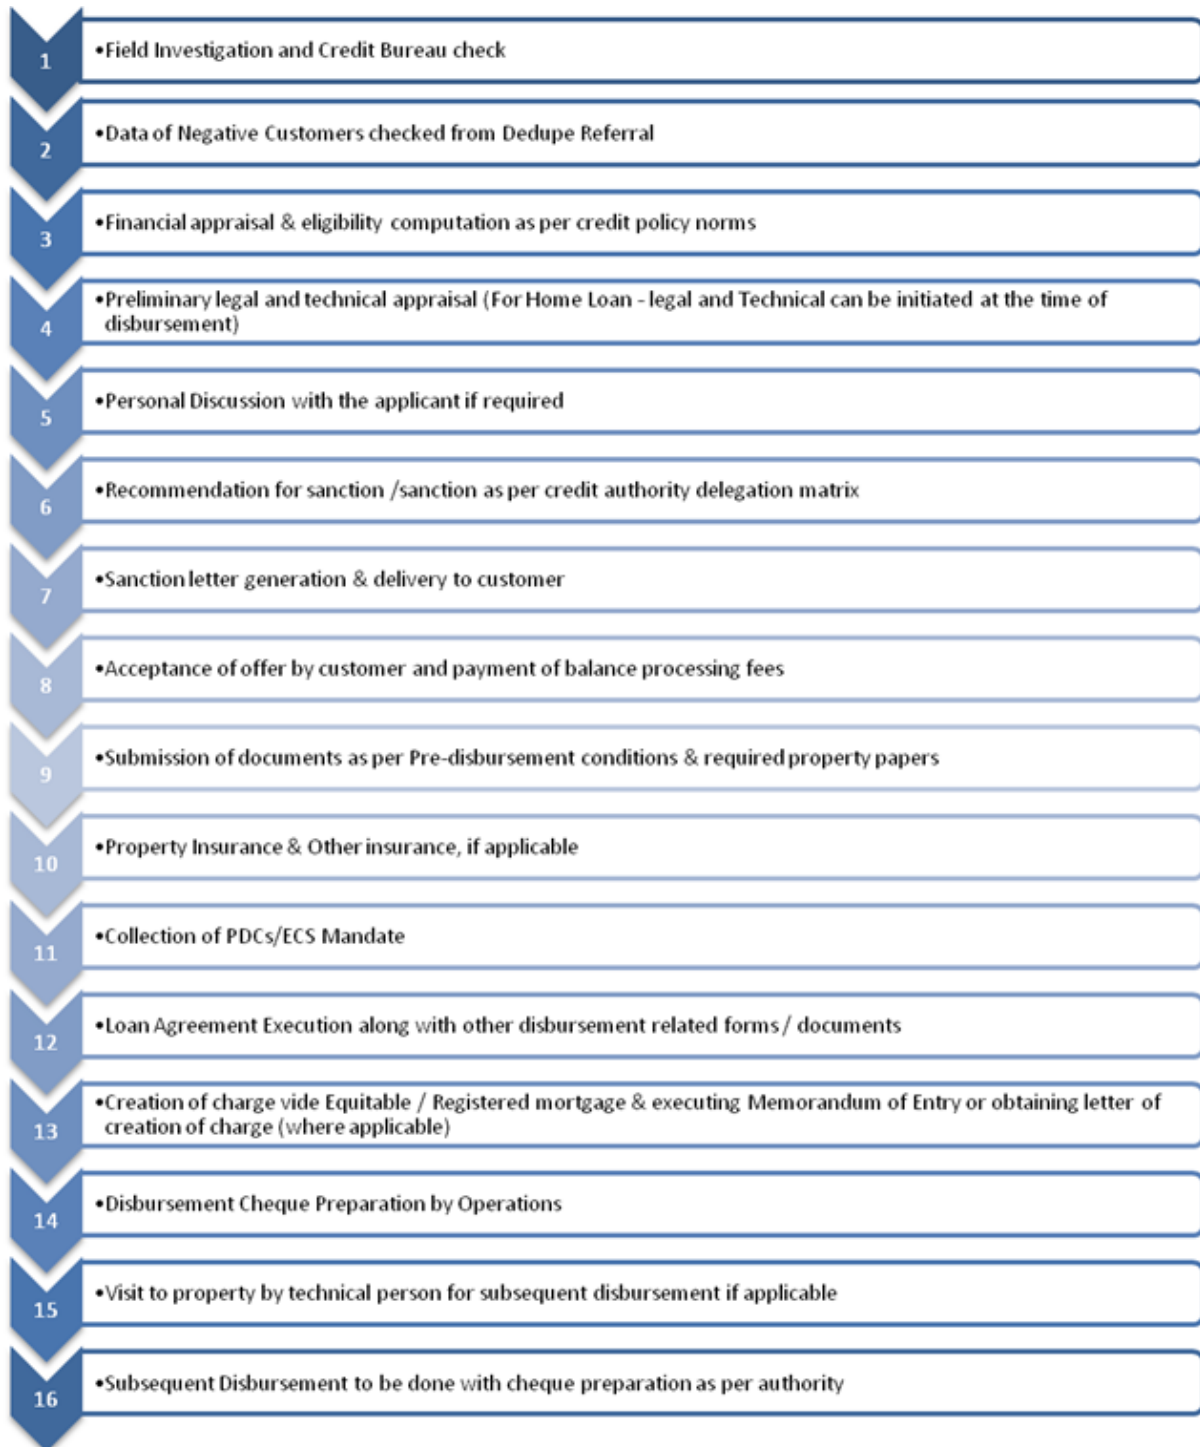 1
•Field Investigation and Credit Bureau check
2
•Data of Negative Customers checked from Dedupe Referral
3
•Financial appraisal & eligibility computation as per credit policy norms
4
•Preliminary legal and technical appraisal (For Home Loan - legal and Technical can be initiated at the time of
disbursement)
5
•Personal Discussion with the applicant if required
6
•Recommendation for sanction /sanction as per credit authority delegation matrix
7
•Sanction letter generation & delivery to customer
8
•Acceptance of offer by customer and payment of balance processing fees
9
•Submission of documents as per Pre-disbursement conditions & required property papers
10
•Property Insurance & Other insurance, if applicable
11
•Collection of PDCs/ECS Mandate
12
•Loan Agreement Execution along with other disbursement related forms / documents
13
•Creation of charge vide Equitable / Registered mortgage & executing Memorandum of Entry or obtaining letter of
creation of charge (where applicable)
14
•Disbursement Cheque Preparation by Operations
15
•Visit to property by technical person for subsequent disbursement if applicable
16
•Subsequent Disbursement to be done with cheque preparation as per authority